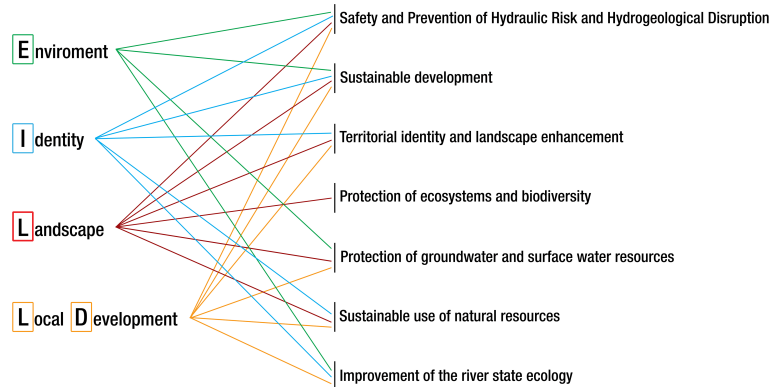 Enviroment
Identity
Landscape
Local Development
Safety and Prevention of Hydraulic Risk and Hydrogeological Disruption
Sustainable development
Territorial identity and landscape enhancement
Protection of ecosystems and biodiversity
Protection of groundwater and surface water resources
Sustainable use of natural resources
Improvement of the river state ecology